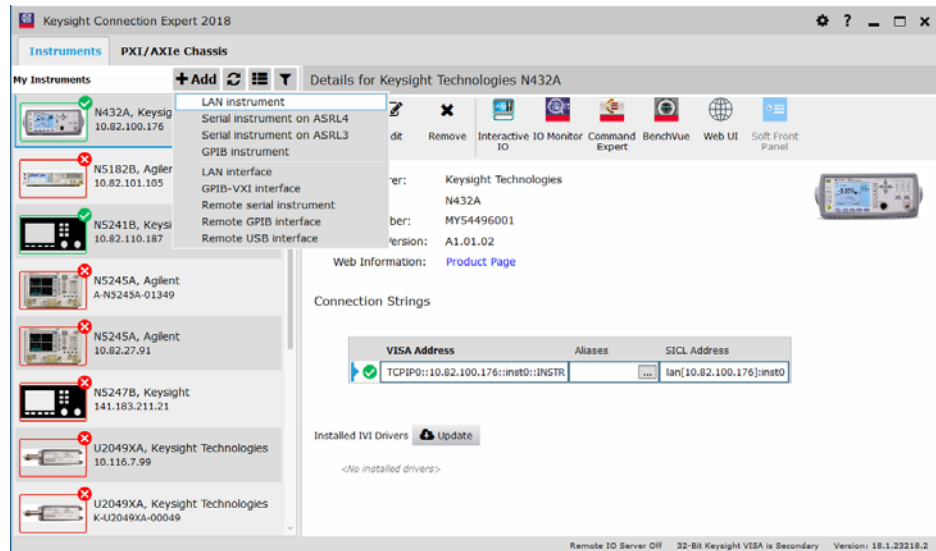 Keysight Connection Expert 2018
Instruments PXI/AXIe Chassis
My Instruments
Add
Details for Keysight Technologies N432A
LAN instrument
Serial instrument on ASRL4
Serial instrument on ASRL3
GPIB instrument
LAN interface
GPIB-VXI interface
Remote serial instrument
Remote GPIB interface
Remote USB interface
N432A, Keysig
10.82.100.176
N5182B, Agiler
10.82.101.105
N5241B, Keysi
10.82.110.187
N5245A, Agilent
A-N5245A-01349
N5245A, Agilent
10.82.27.91
N5247B, Keysight
141.183.211.21
U2049XA, Keysight Technologies
10.116.7.99
U2049XA, Keysight Technologies
K-U2049XA-00049
dit
Remove
Interactive IO
IO Monitor
Command Expert
BenchVue
Web UI
Soft Front Panel
er: Keysight Technologies
N432A
ber: MY54496001
ersion: A1.01.02
Web Information: Product Page
Connection Strings
VISA Address Aliases SICL Address
TCPIP0::10.82.100.176::inst0::INSTR ... lan[10.82.100.176]:inst0
Installed IVI Drivers Update
<No installed drivers>
Remote IO Server Off 32-Bit Keysight VISA is Secondary Version: 18.1.23218.2